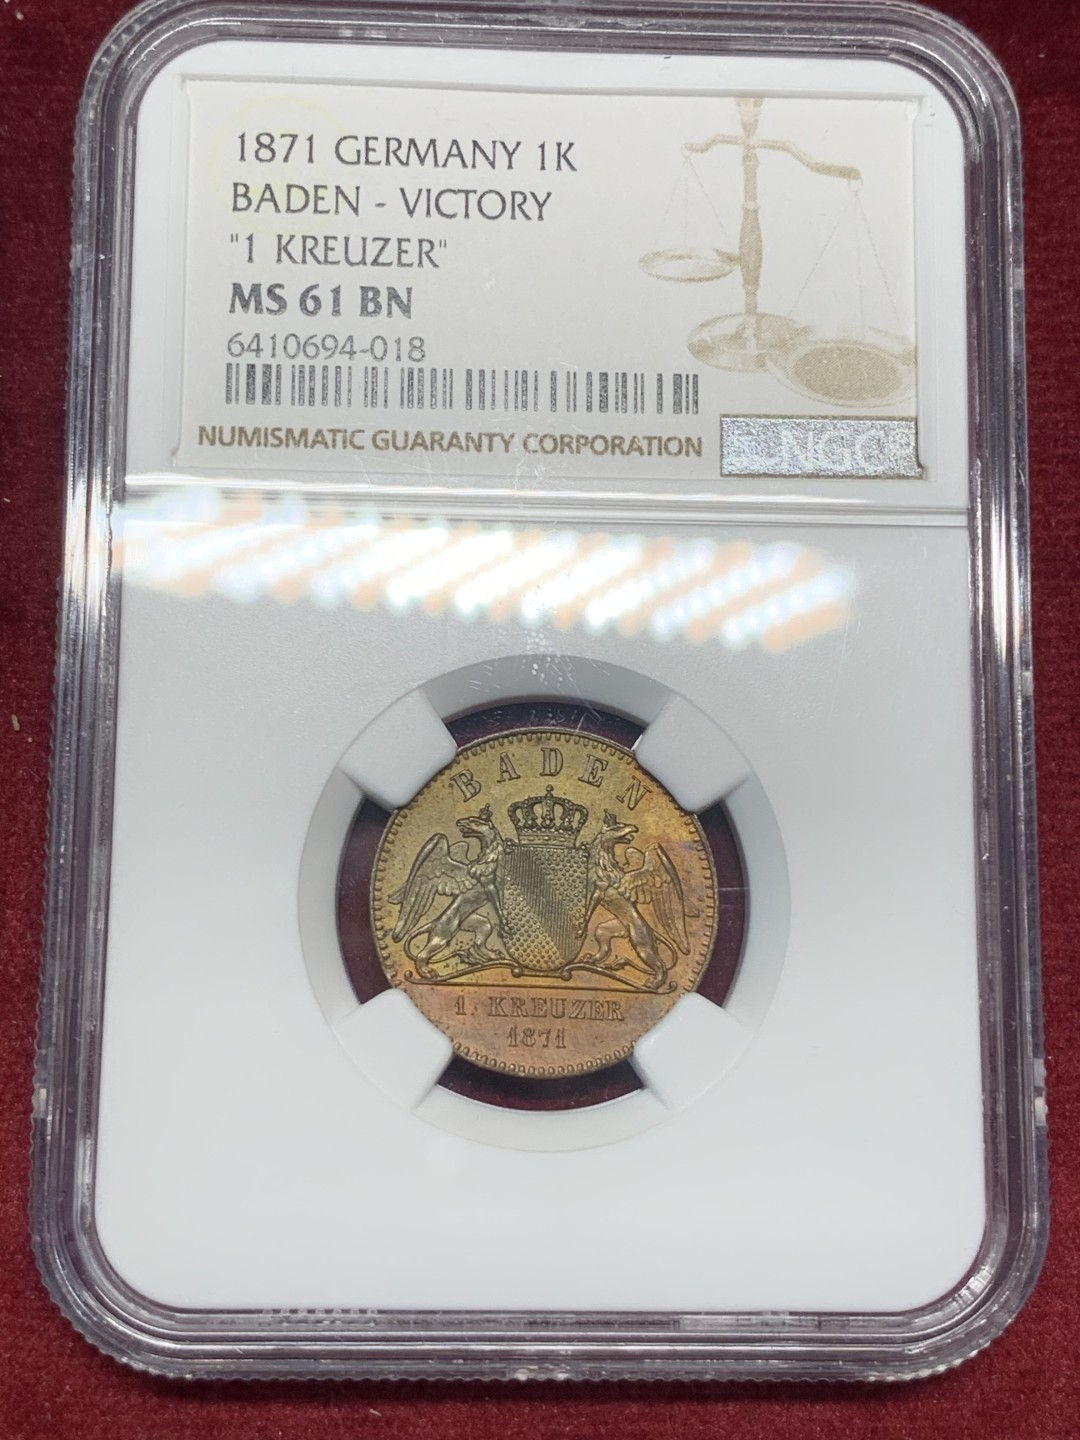 1871 GERMANY 1K
BADEN - VICTORY
"1 KREUZER"
MS 61 BN
6410694-018
NUMISMATIC GUARANTY CORPORATION
NGC
BADEN
1. KREUZER
1871